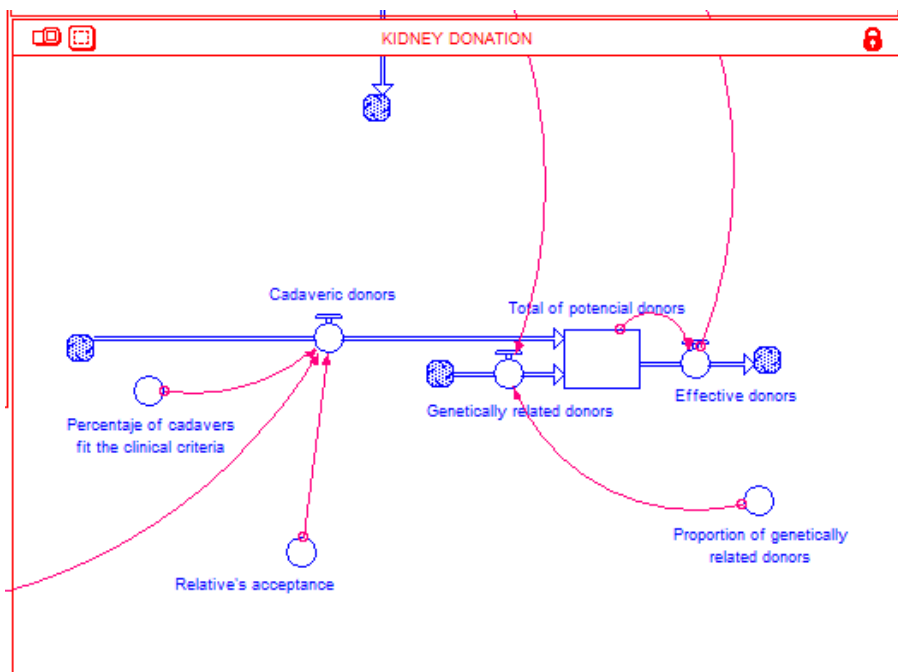 KIDNEY DONATION
Cadaveric donors
Total of potencial donors
Genetically related donors
Effective donors
Percentaje of cadavers
fit the clinical criteria
Proportion of genetically
related donors
Relative's acceptance